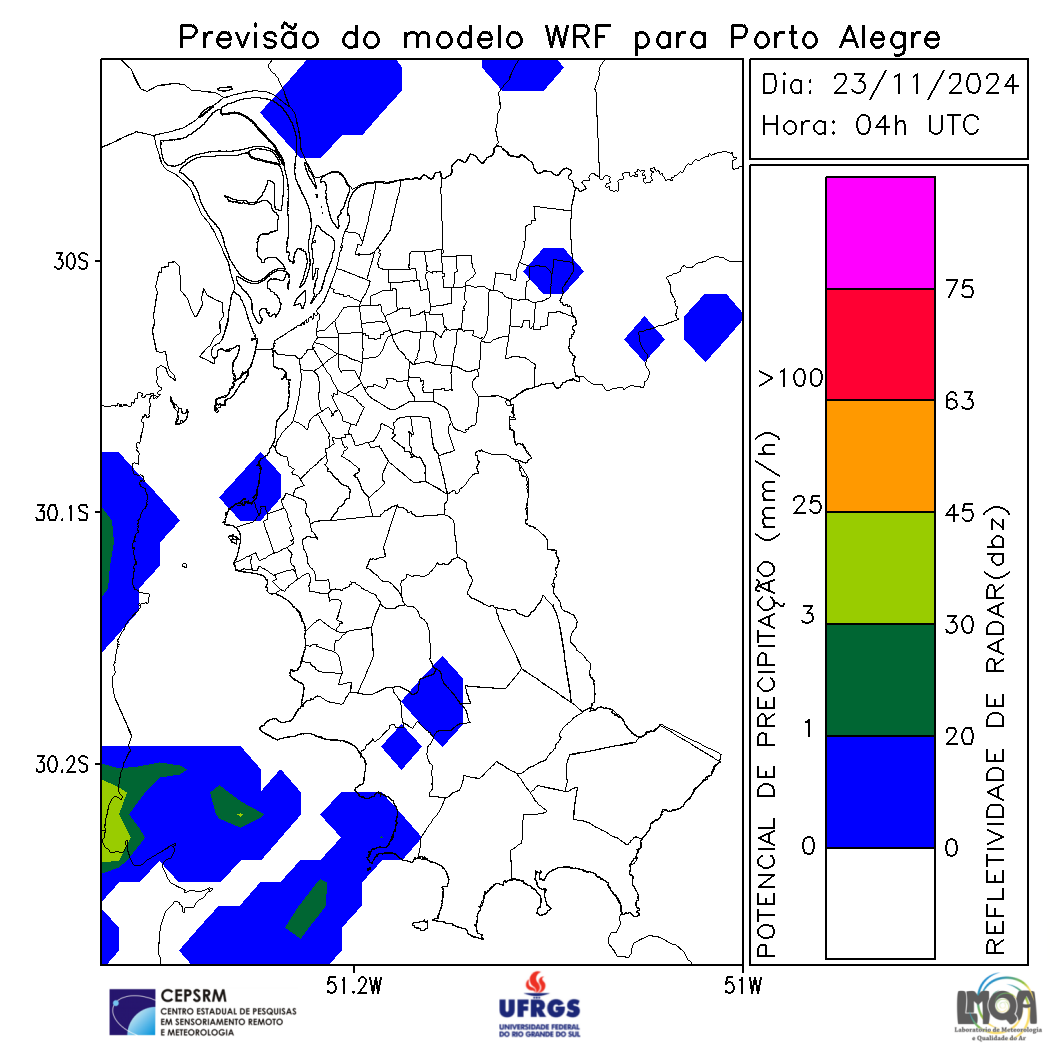 Previsão do modelo WRF para Porto Alegre
Dia: 23/11/2024
Hora: 04h UTC
30S
30.1S
30.2S
51.2W
51W
POTENCIAL DE PRECIPITAÇÃO (mm/h)
>100
25
3
1
0
75
63
45
30
20
0
REFLETIVIDADE DE RADAR(dbz)
CEPSRM
CENTRO ESTADUAL DE PESQUISAS
EM SENSORIAMENTO REMOTO
E METEOROLOGIA
UFRGS
UNIVERSIDADE FEDERAL
DO RIO GRANDE DO SUL
LMQA
Laboratório de Meteorologia
e Qualidade do Ar